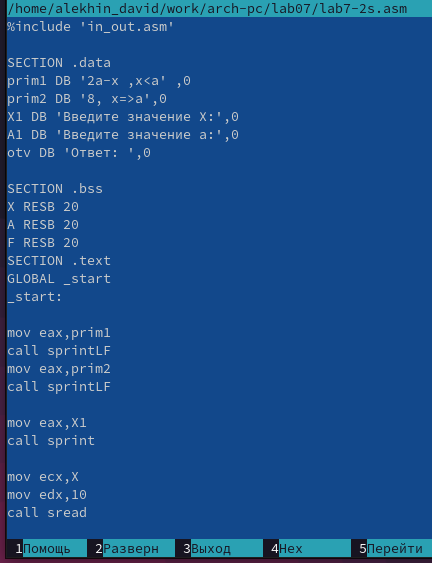 /home/alekhin_david/work/arch-pc/lab07/lab7-2s.asm
%include 'in_out.asm'
SECTION .data
prim1 DB '2a-x ,x<a' ,0
prim2 DB '8, x=>a',0
X1 DB 'Введите значение X:',0
A1 DB 'Введите значение a:',0
otv DB 'Ответ: ',0
SECTION .bss
X RESB 20
A RESB 20
F RESB 20
SECTION .text
GLOBAL _start
_start:
mov eax,prim1
call sprintLF
mov eax,prim2
call sprintLF
mov eax,X1
call sprint
mov ecx,X
mov edx,10
call sread
1Помощь 2Разверн 3Выход 4Hex 5Перейти